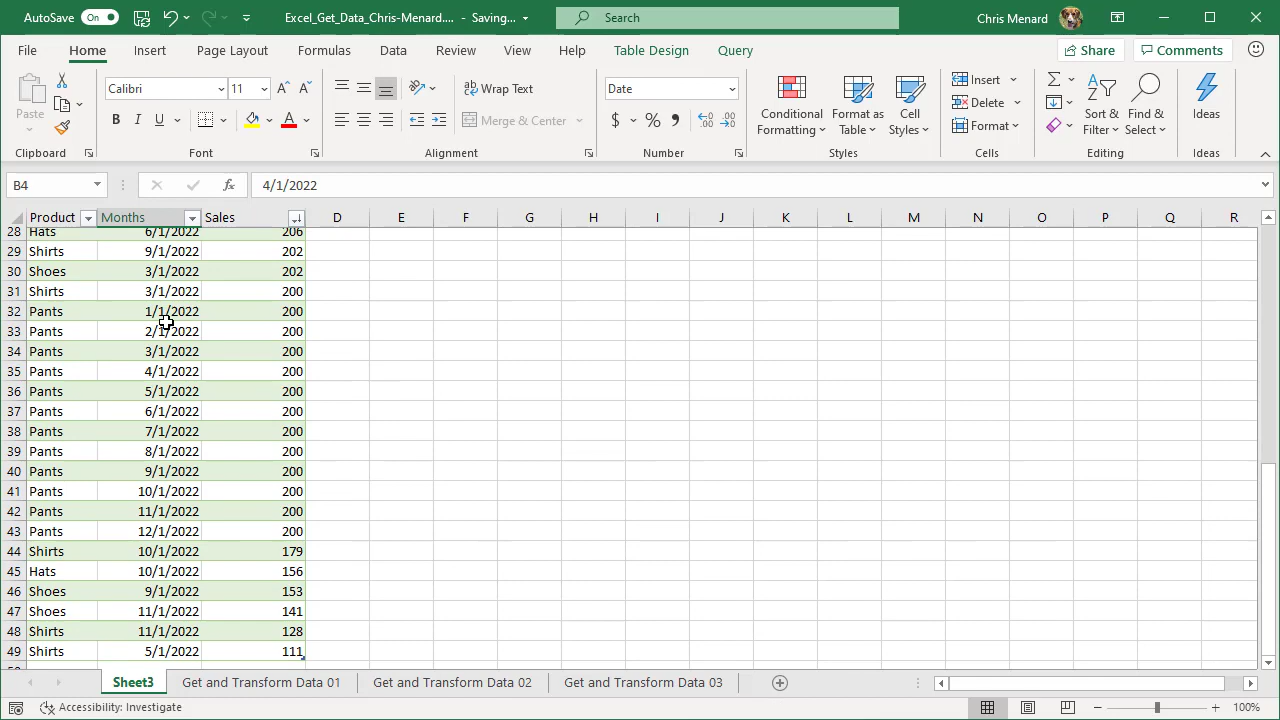 AutoSave On Excel_Get_Data_Chris-Menard.... - Saving... Search Chris Menard
File Home Insert Page Layout Formulas Data Review View Help Table Design Query Share Comments
Paste Calibri 11 A A Wrap Text Date Conditional Formatting Format as Table Cell Styles Insert Delete Format Sort & Filter Find & Select Ideas
B I U A Merge & Center $ % 9
Clipboard Font Alignment Number Styles Cells Editing Ideas
B4 fx 4/1/2022
Product Months Sales D E F G H I J K L M N O P Q R
28 Hats 6/1/2022 206
29 Shirts 9/1/2022 202
30 Shoes 3/1/2022 202
31 Shirts 3/1/2022 200
32 Pants 1/1/2022 200
33 Pants 2/1/2022 200
34 Pants 3/1/2022 200
35 Pants 4/1/2022 200
36 Pants 5/1/2022 200
37 Pants 6/1/2022 200
38 Pants 7/1/2022 200
39 Pants 8/1/2022 200
40 Pants 9/1/2022 200
41 Pants 10/1/2022 200
42 Pants 11/1/2022 200
43 Pants 12/1/2022 200
44 Shirts 10/1/2022 179
45 Hats 10/1/2022 156
46 Shoes 9/1/2022 153
47 Shoes 11/1/2022 141
48 Shirts 11/1/2022 128
49 Shirts 5/1/2022 111
Sheet3 Get and Transform Data 01 Get and Transform Data 02 Get and Transform Data 03
Accessibility: Investigate 100%